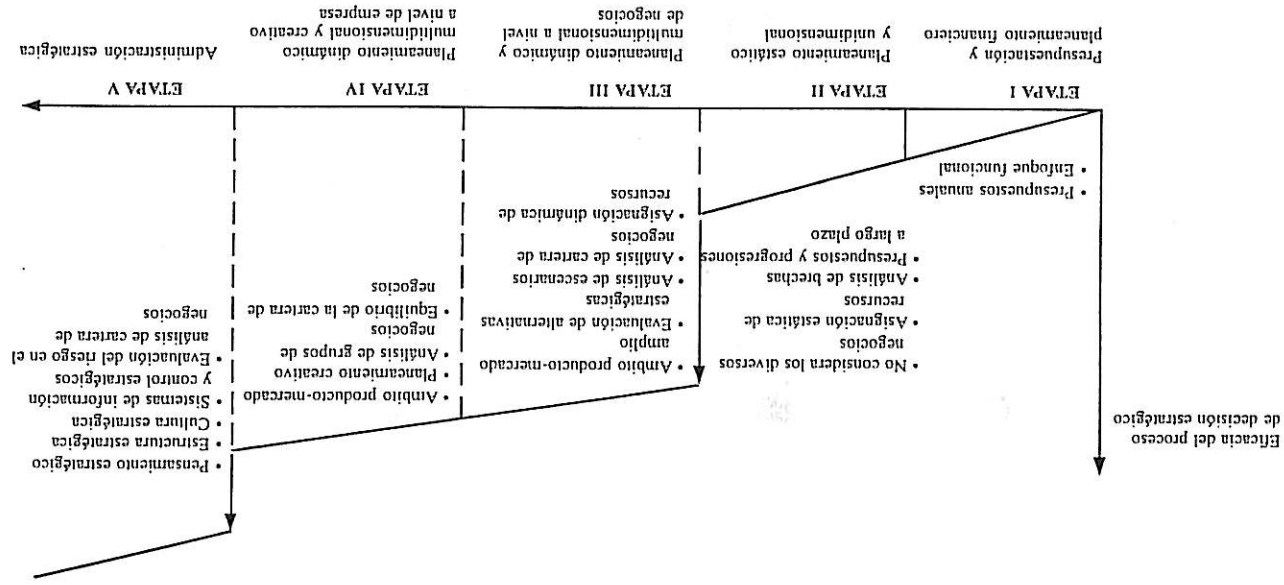 Eficacia del proceso
de decisión estratégico
• Presupuestos anuales
• Enfoque funcional
• No considera los diversos
negocios
• Asignación estática de
recursos
• Análisis de brechas
• Presupuestos y progresiones
a largo plazo
• Ambito producto-mercado
amplio
• Evaluación de alternativas
estratégicas
• Análisis de escenarios
• Análisis de cartera de
negocios
• Asignación dinámica de
recursos
• Ambito producto-mercado
• Planeamiento creativo
• Análisis de grupos de
negocios
• Equilibrio de la cartera de
negocios
• Pensamiento estratégico
• Estructura estratégica
• Cultura estratégica
• Sistemas de información
y control estratégicos
• Evaluación del riesgo en el
análisis de cartera de
negocios
ETAPA I
ETAPA II
ETAPA III
ETAPA IV
ETAPA V
Presupuestación y
planeamiento financiero
Planeamiento estático
y unidimensional
Planeamiento dinámico y
multidimensional a nivel
de negocios
Planeamiento dinámico
multidimensional y creativo
a nivel de empresa
Administración estratégica